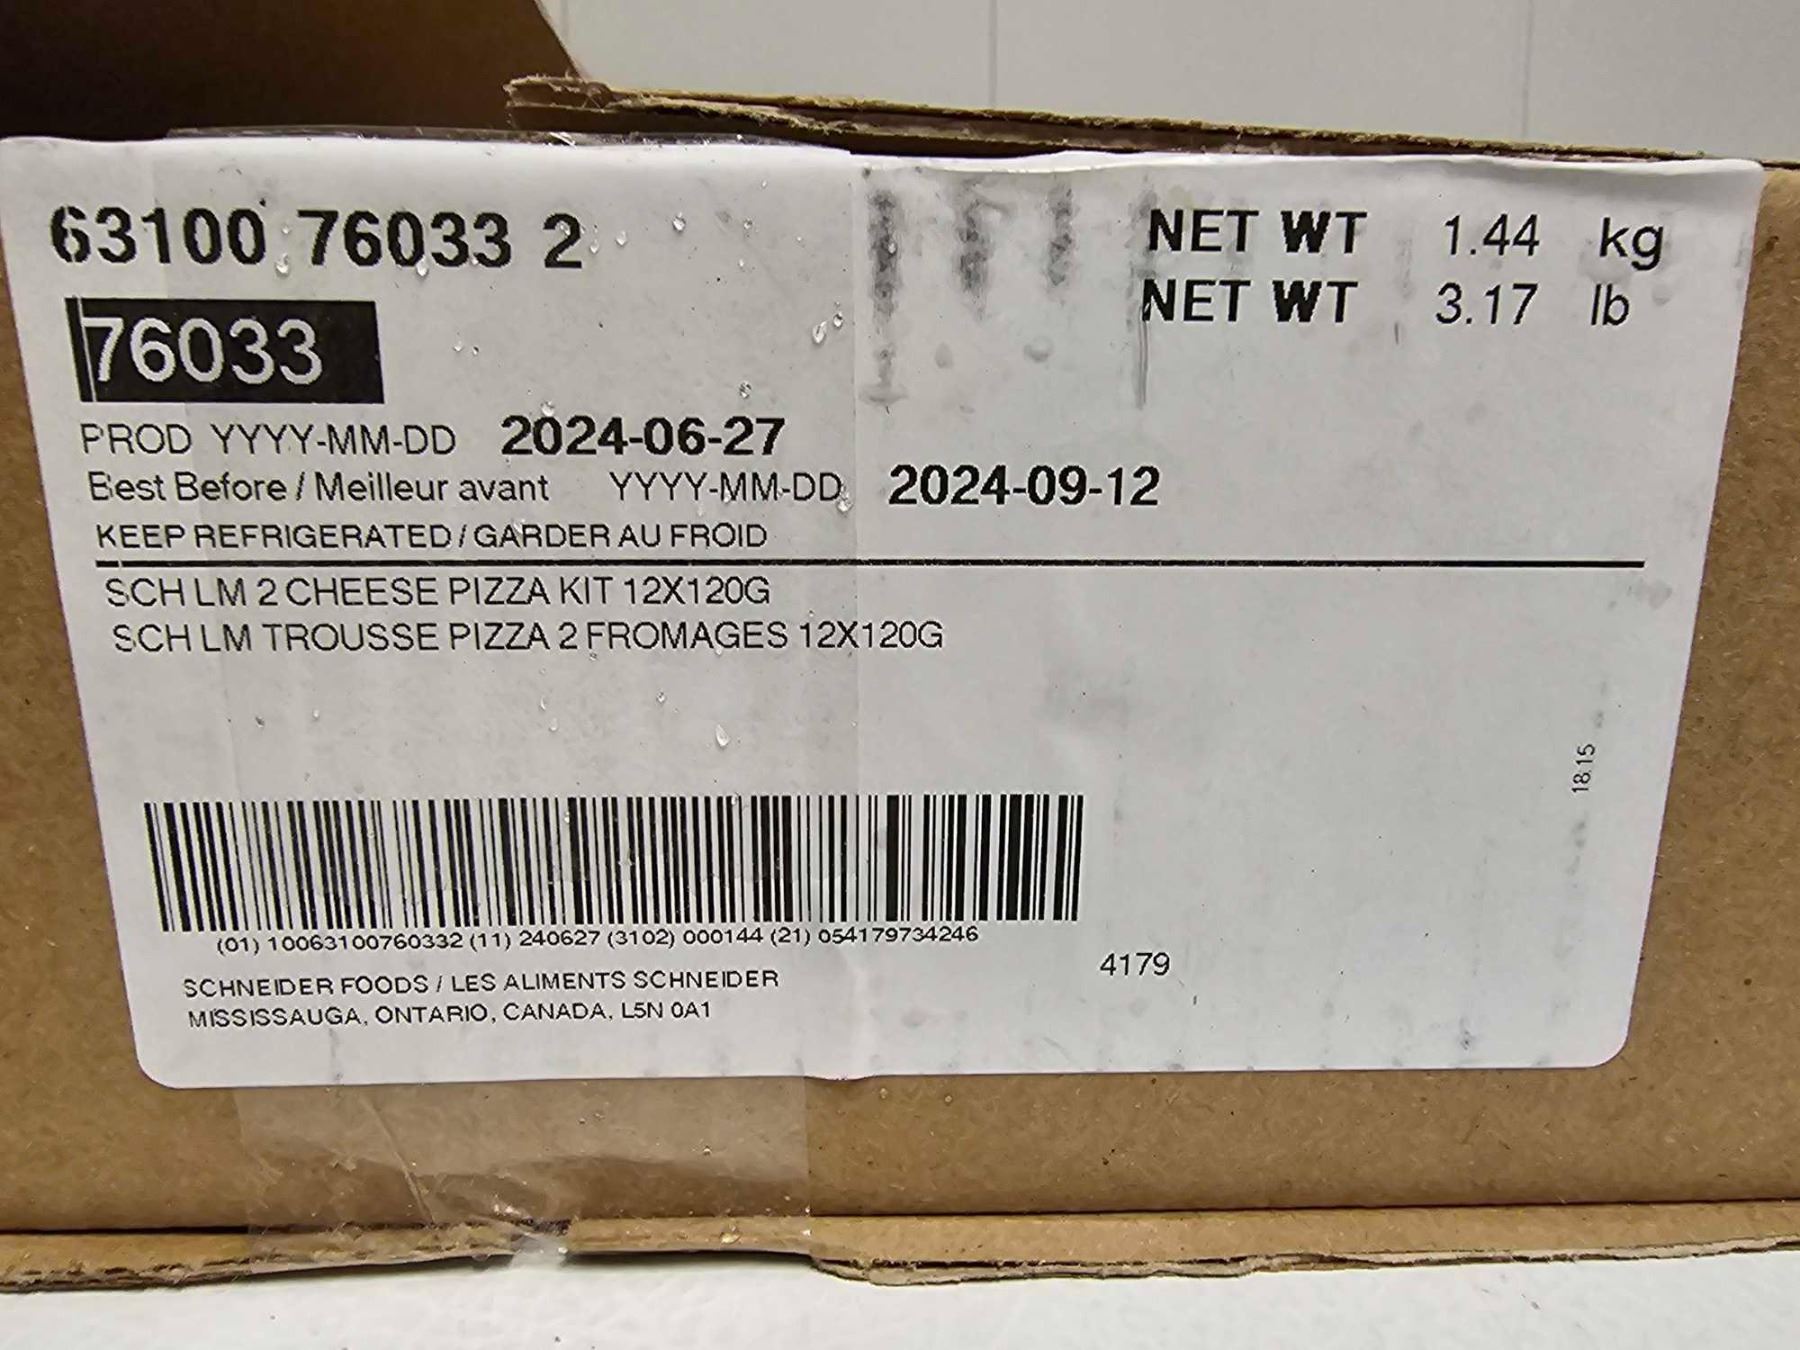 63100 76033 2
NET WT 1.44 kg
NET WT 3.17 lb
76033
PROD YYYY-MM-DD 2024-06-27
Best Before / Meilleur avant YYYY-MM-DD 2024-09-12
KEEP REFRIGERATED / GARDER AU FROID
SCH LM 2 CHEESE PIZZA KIT 12X120G
SCH LM TROUSSE PIZZA 2 FROMAGES 12X120G
18:15
(01) 10063100760332 (11) 240627 (3102) 000144 (21) 054179734246
4179
SCHNEIDER FOODS / LES ALIMENTS SCHNEIDER
MISSISSAUGA, ONTARIO, CANADA, L5N 0A1